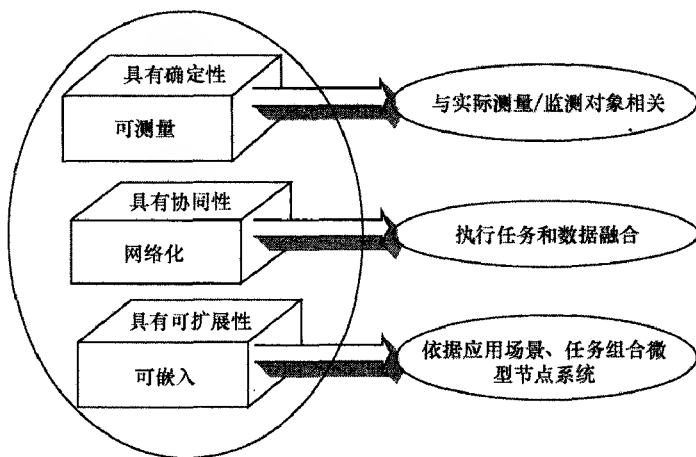 具有确定性
可测量
与实际测量/监测对象相关
具有协同性
网络化
执行任务和数据融合
具有可扩展性
可嵌入
依据应用场景、任务组合微
型节点系统